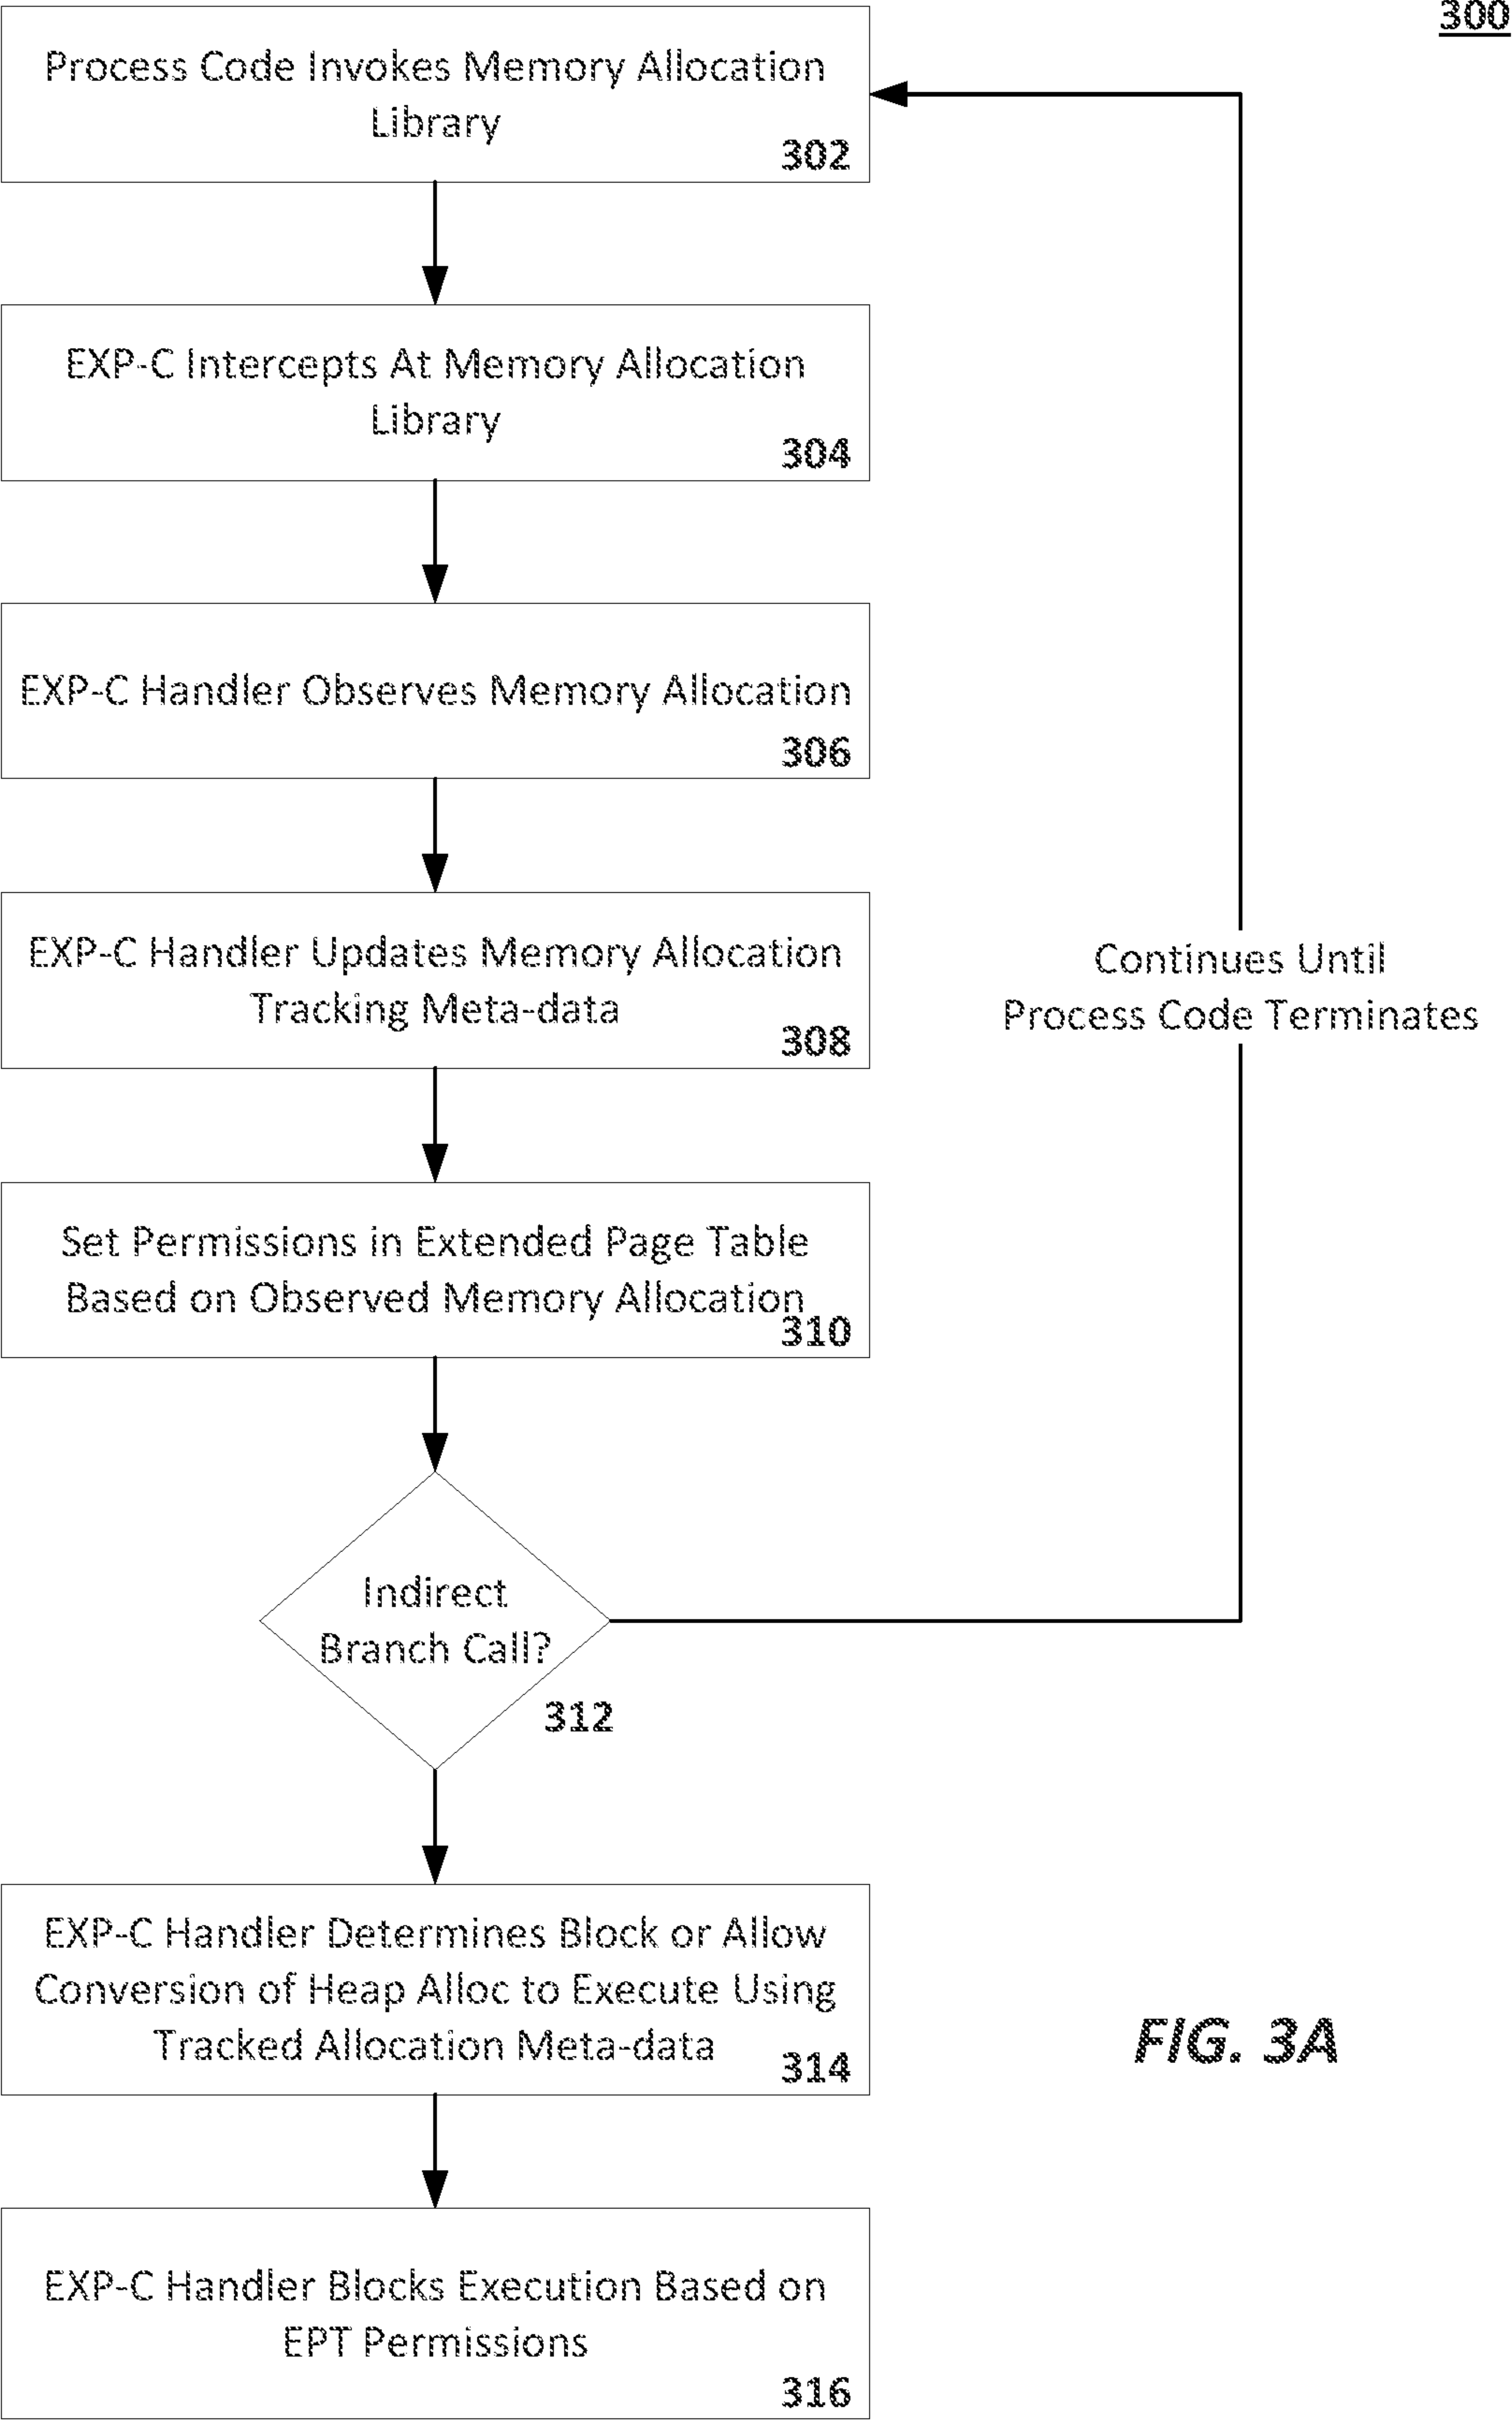 300
Process Code Invokes Memory Allocation
Library
302
EXP-C Intercepts At Memory Allocation
Library
304
EXP-C Handler Observes Memory Allocation
306
EXP-C Handler Updates Memory Allocation
Tracking Meta-data
308
Continues Until
Process Code Terminates
Set Permissions in Extended Page Table
Based on Observed Memory Allocation
310
Indirect
Branch Call?
312
EXP-C Handler Determines Block or Allow
Conversion of Heap Alloc to Execute Using
Tracked Allocation Meta-data
314
FIG. 3A
EXP-C Handler Blocks Execution Based on
EPT Permissions
316